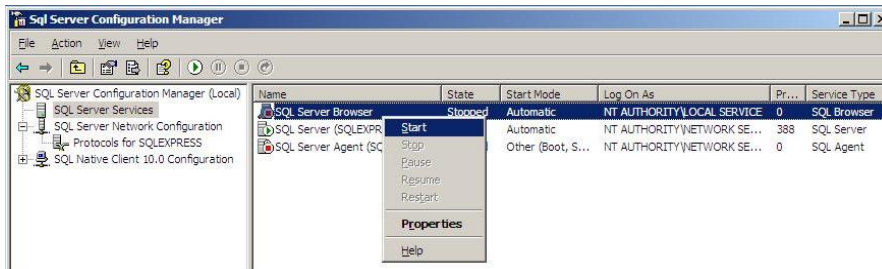 Sql Server Configuration Manager
File Action View Help
SQL Server Configuration Manager (Local)
SQL Server Services
SQL Server Network Configuration
Protocols for SQLEXPRESS
SQL Native Client 10.0 Configuration
Name State Start Mode Log On As Pr... Service Type
SQL Server Browser Stopped Automatic NT AUTHORITY\LOCAL SERVICE 0 SQL Browser
SQL Server (SQLEXPR Automatic NT AUTHORITY\NETWORK SE... 388 SQL Server
SQL Server Agent (SQ Other (Boot, S... NT AUTHORITY\NETWORK SE... 0 SQL Agent
Start
Stop
Pause
Resume
Restart
Properties
Help